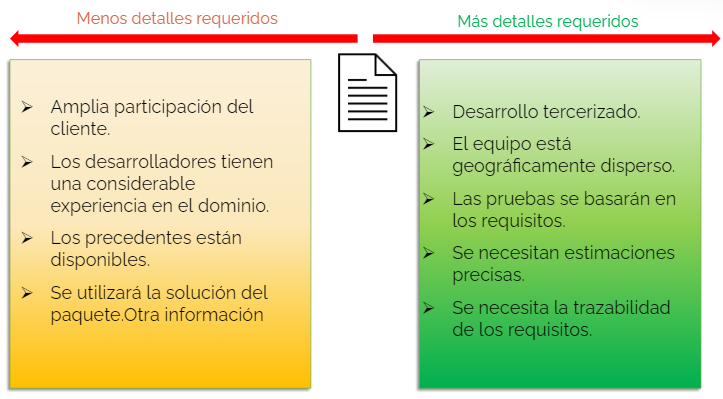 Menos detalles requeridos
Más detalles requeridos
➢ Amplia participación del
cliente.
➢ Los desarrolladores tienen
una considerable
experiencia en el dominio.
➢ Los precedentes están
disponibles.
➢ Se utilizará la solución del
paquete.Otra información
➢ Desarrollo tercerizado.
➢ El equipo está
geográficamente disperso.
➢ Las pruebas se basarán en
los requisitos.
➢ Se necesitan estimaciones
precisas.
➢ Se necesita la trazabilidad
de los requisitos.